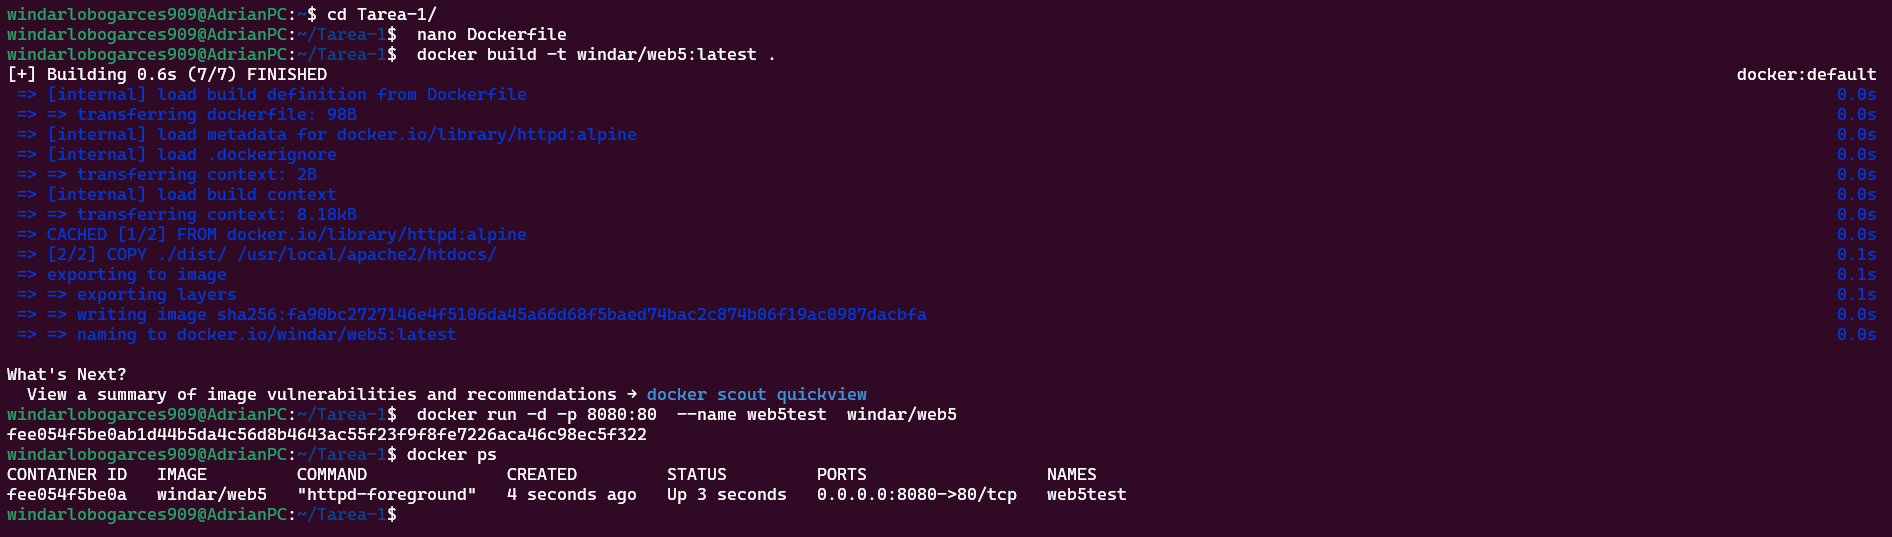 windarlobogarces909@AdrianPC:~$ cd Tarea-1/
windarlobogarces909@AdrianPC:~/Tarea-1$  nano Dockerfile
windarlobogarces909@AdrianPC:~/Tarea-1$  docker build -t windar/web5:latest .
[+] Building 0.6s (7/7) FINISHED docker:default
=> [internal] load build definition from Dockerfile 0.0s
=> => transferring dockerfile: 98B 0.0s
=> [internal] load metadata for docker.io/library/httpd:alpine 0.0s
=> [internal] load .dockerignore 0.0s
=> => transferring context: 2B 0.0s
=> [internal] load build context 0.0s
=> => transferring context: 8.18kB 0.0s
=> CACHED [1/2] FROM docker.io/library/httpd:alpine 0.0s
=> [2/2] COPY ./dist/ /usr/local/apache2/htdocs/ 0.1s
=> exporting to image 0.1s
=> => exporting layers 0.1s
=> => writing image sha256:fa90bc2727146e4f5106da45a66d68f5baed74bac2c874b06f19ac0987dacbfa 0.0s
=> => naming to docker.io/windar/web5:latest 0.0s
What's Next?
View a summary of image vulnerabilities and recommendations → docker scout quickview
windarlobogarces909@AdrianPC:~/Tarea-1$  docker run -d -p 8080:80  --name web5test  windar/web5
fee054f5be0ab1d44b5da4c56d8b4643ac55f23f9f8fe7226aca46c98ec5f322
windarlobogarces909@AdrianPC:~/Tarea-1$ docker ps
CONTAINER ID   IMAGE         COMMAND              CREATED         STATUS         PORTS                  NAMES
fee054f5be0a   windar/web5   "httpd-foreground"   4 seconds ago   Up 3 seconds   0.0.0.0:8080->80/tcp   web5test
windarlobogarces909@AdrianPC:~/Tarea-1$